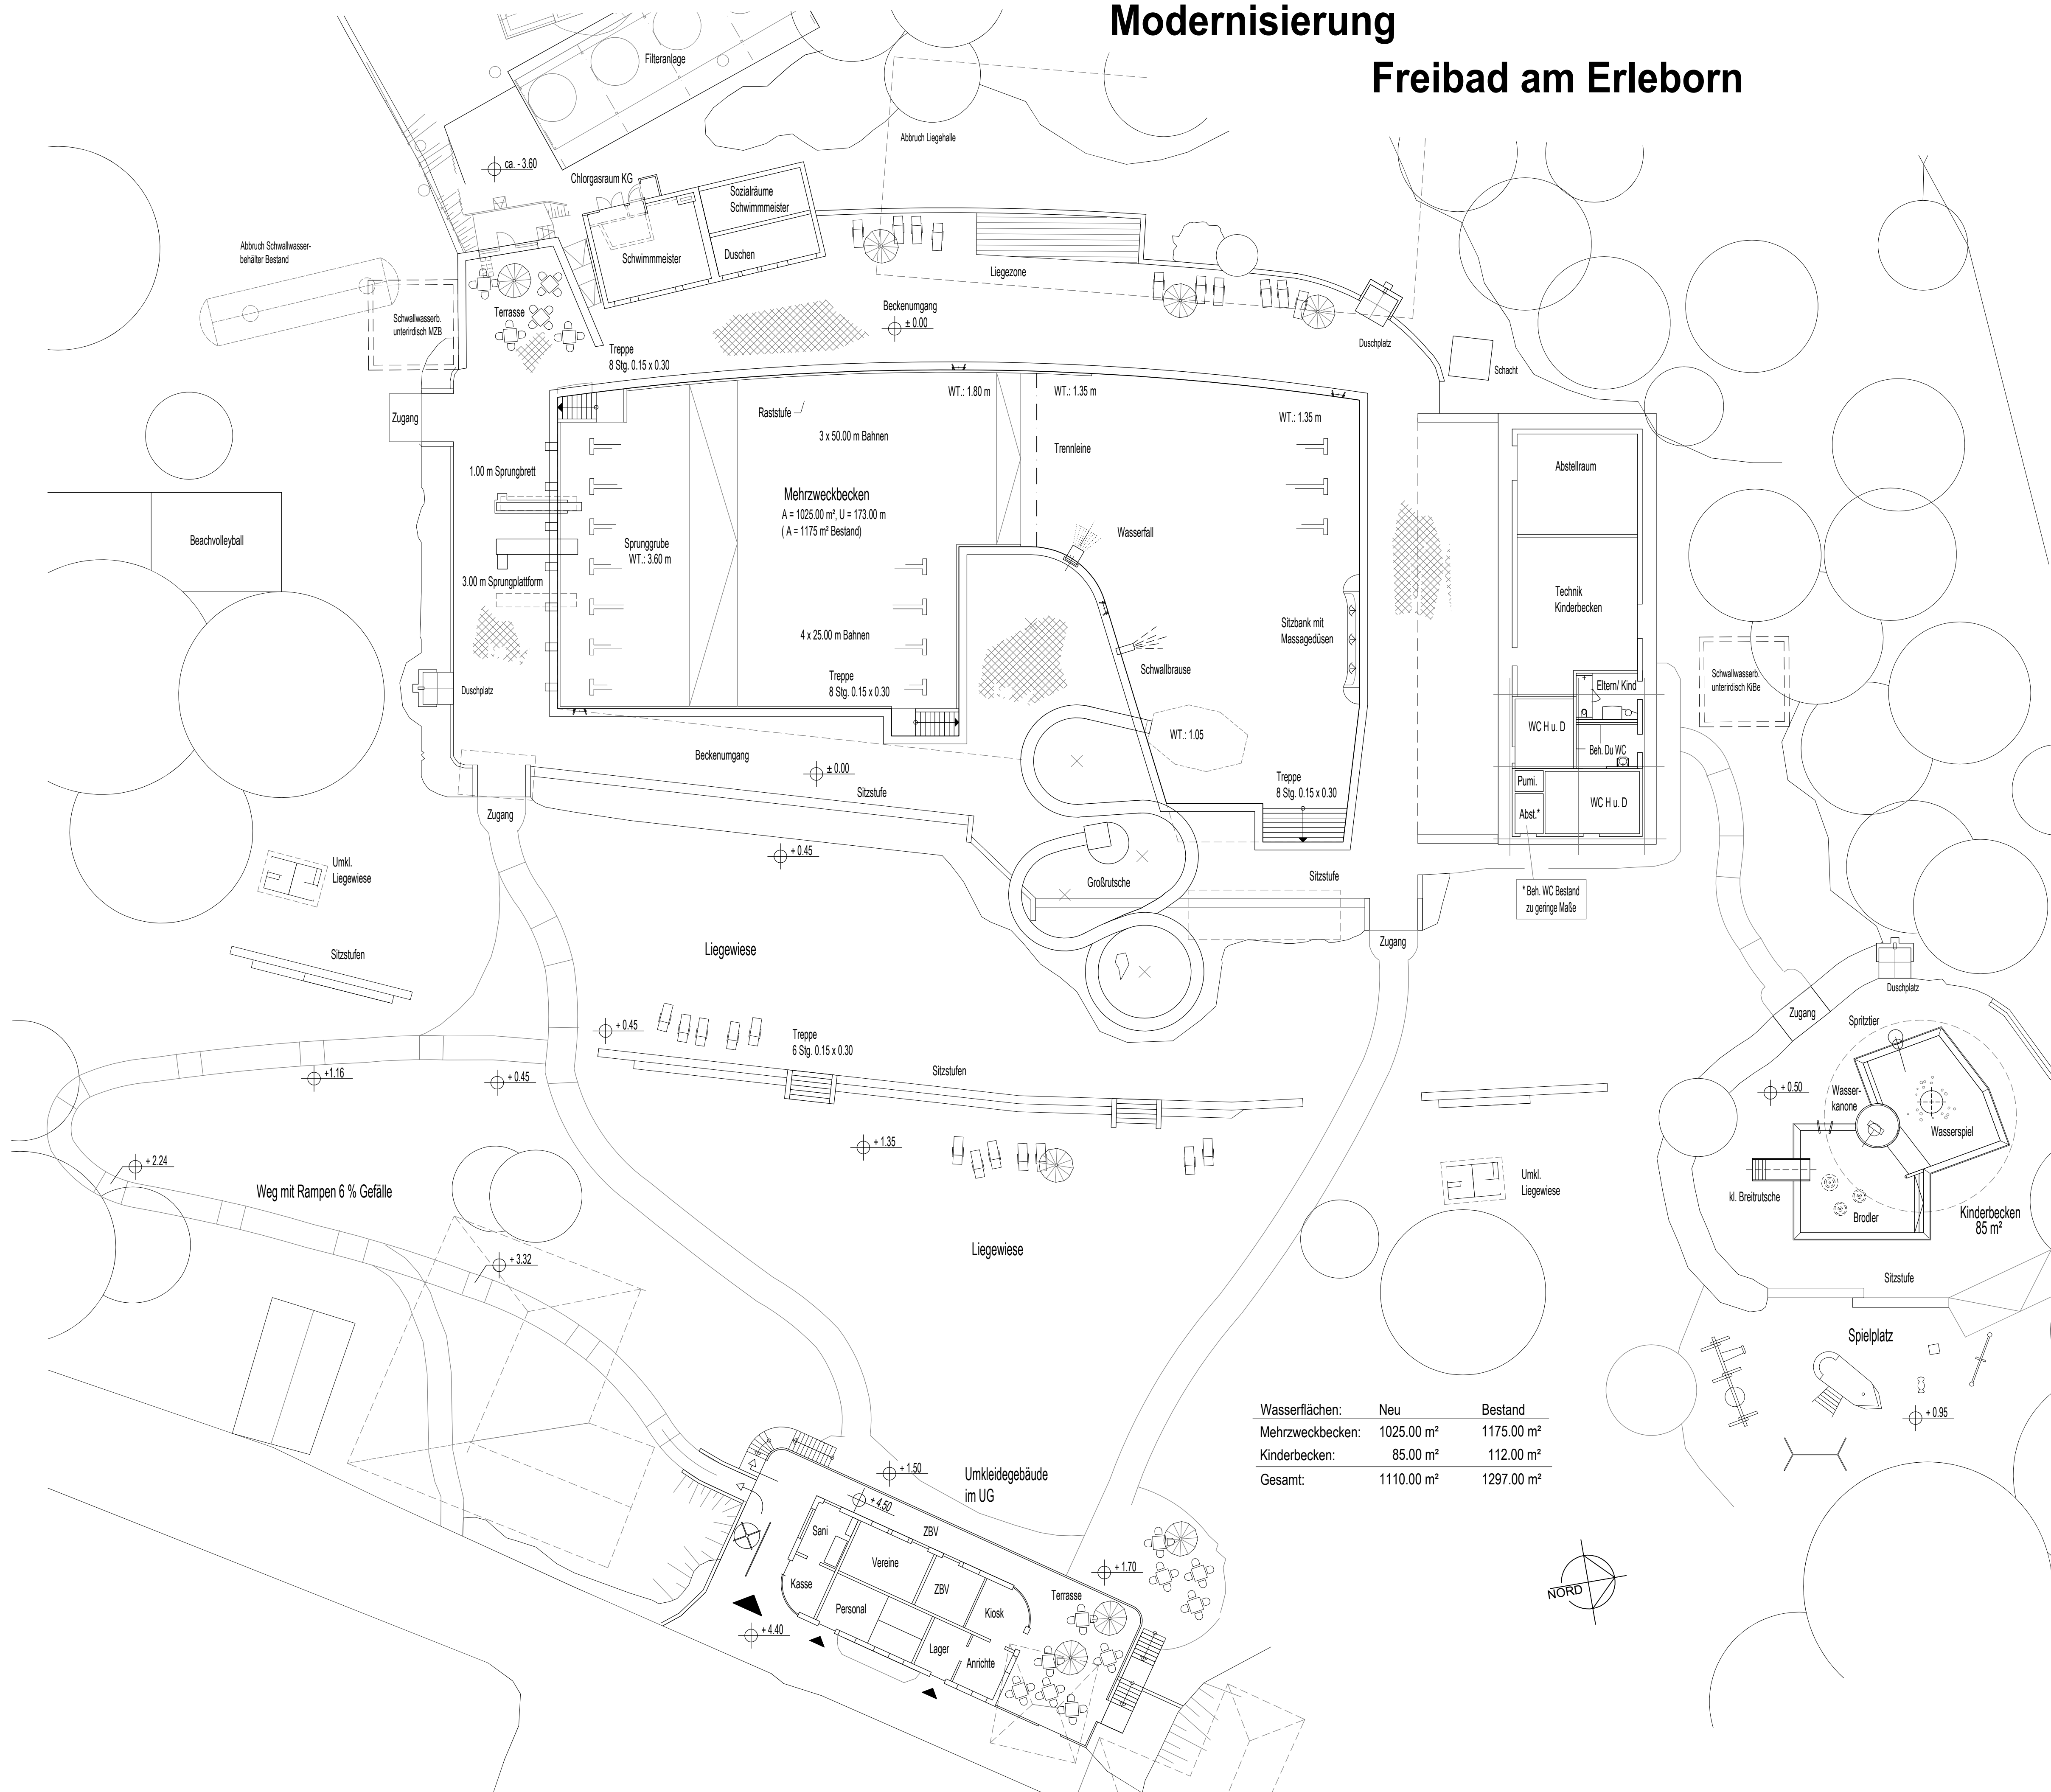 Modernisierung
Freibad am Erleborn
Filteranlage
Abbruch Liegehalle
ca. - 3.60
Chlorgasraum KG
Sozialräume
Schwimmmeister
Schwimmmeister
Duschen
Abbruch Schwallwasser-
behälter Bestand
Schwallwasserb.
unterirdisch MZB
Terrasse
Liegezone
Beckenumgang
± 0.00
Duschplatz
Schacht
Treppe
8 Stg. 0.15 x 0.30
Zugang
WT.: 1.80 m
WT.: 1.35 m
WT.: 1.35 m
Raststufe
3 x 50.00 m Bahnen
Trennleine
1.00 m Sprungbrett
Mehrzweckbecken
A = 1025.00 m², U = 173.00 m
( A = 1175 m² Bestand)
Abstellraum
Beachvolleyball
Sprunggrube
WT.: 3.60 m
Wasserfall
3.00 m Sprungplattform
Technik
Kinderbecken
4 x 25.00 m Bahnen
Sitzbank mit
Massagedüsen
Treppe
8 Stg. 0.15 x 0.30
Schwallbrause
Duschplatz
Eltern/ Kind
Schwallwasserb.
unterirdisch KiBe
WC H u. D
Beh. Du WC
WT.: 1.05
Beckenumgang
± 0.00
Sitzstufe
Treppe
8 Stg. 0.15 x 0.30
Pumi.
Abst.*
WC H u. D
Zugang
+ 0.45
Umkl.
Liegewiese
Großrutsche
Sitzstufe
* Beh. WC Bestand
zu geringe Maße
Zugang
Sitzstufen
Liegewiese
Duschplatz
Zugang
Spritztier
+ 0.45
Treppe
6 Stg. 0.15 x 0.30
Sitzstufen
+1.16
+ 0.45
+ 0.50
Wasser-
kanone
Wasserspiel
+ 1.35
+ 2.24
Weg mit Rampen 6 % Gefälle
Umkl.
Liegewiese
kl. Breitrutsche
Brodler
Kinderbecken
85 m²
+ 3.32
Liegewiese
Sitzstufe
Spielplatz
+ 0.95
Wasserflächen: Neu Bestand
Mehrzweckbecken: 1025.00 m² 1175.00 m²
Kinderbecken: 85.00 m² 112.00 m²
Gesamt: 1110.00 m² 1297.00 m²
+ 1.50
Umkleidegebäude
im UG
+ 4.50
Sani
ZBV
Vereine
Kasse
ZBV
Personal
Kiosk
Lager
Anrichte
Terrasse
+ 1.70
+ 4.40
NORD